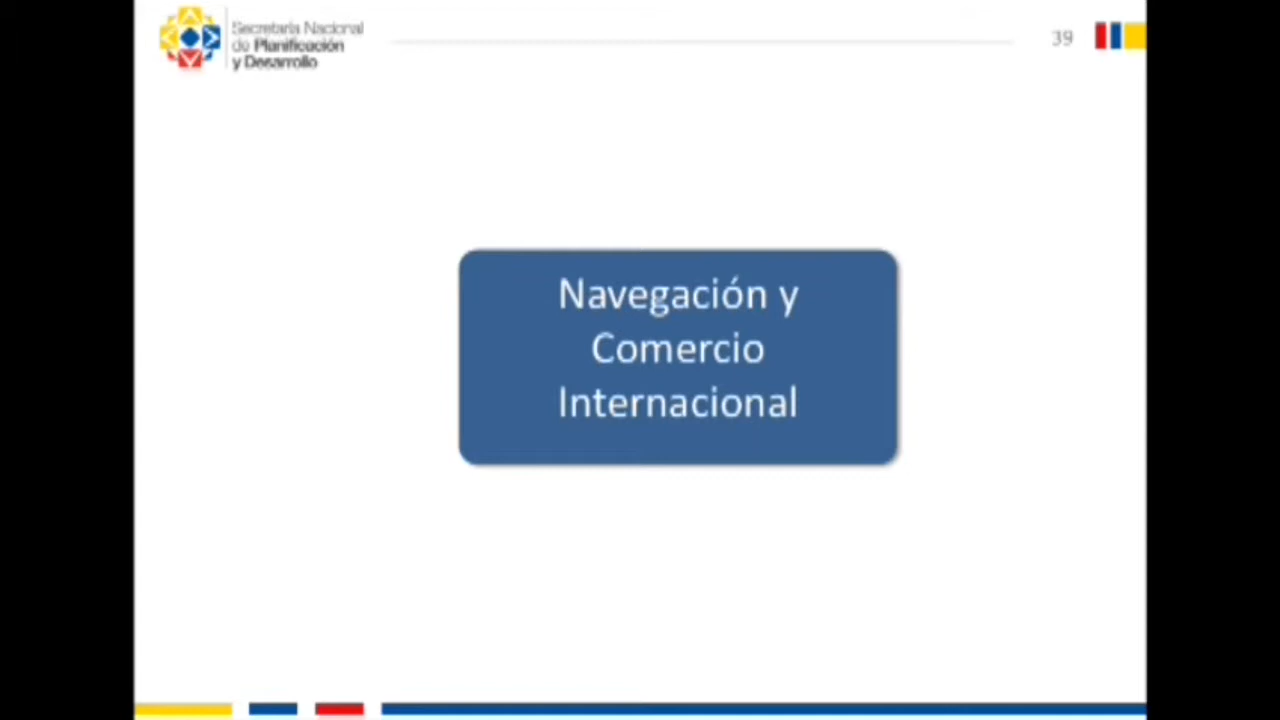 Secretaría Nacional
de Planificación
y Desarrollo
39
Navegación y
Comercio
Internacional